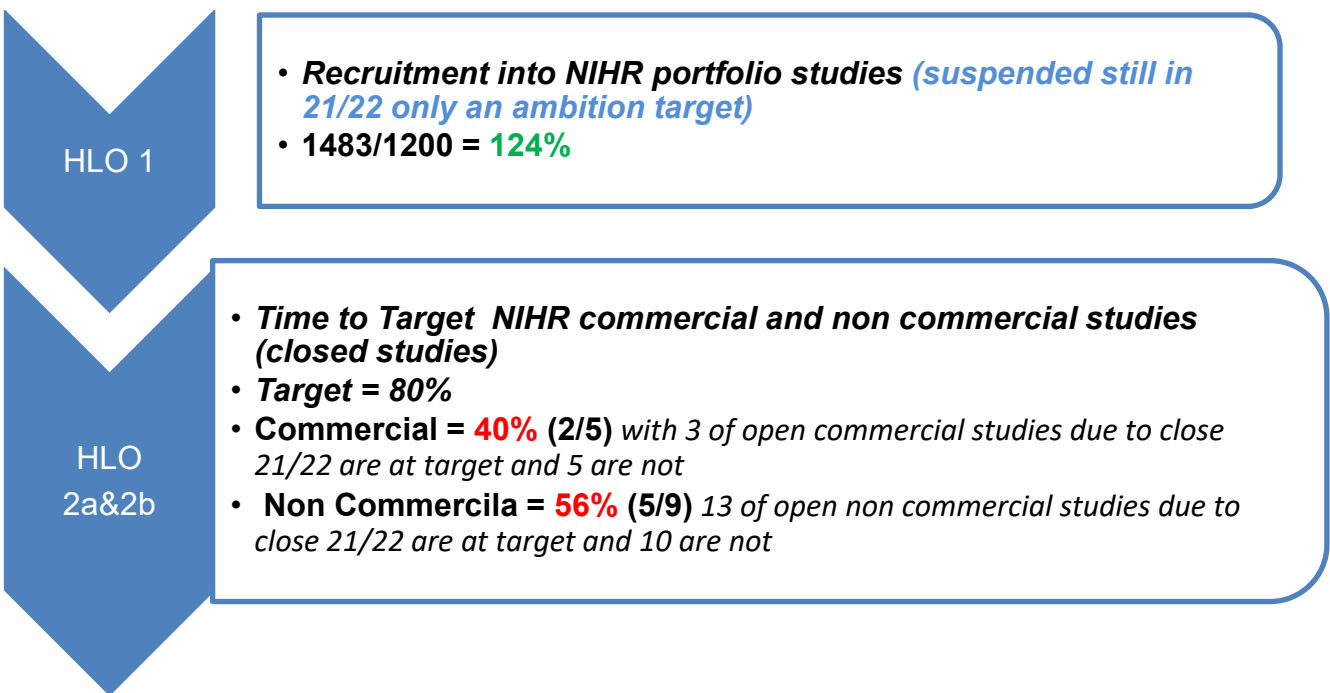 HLO 1
• Recruitment into NIHR portfolio studies (suspended still in
21/22 only an ambition target)
• 1483/1200 = 124%
HLO
2a&2b
• Time to Target NIHR commercial and non commercial studies
(closed studies)
• Target = 80%
• Commercial = 40% (2/5) with 3 of open commercial studies due to close
21/22 are at target and 5 are not
• Non Commercila = 56% (5/9) 13 of open non commercial studies due to
close 21/22 are at target and 10 are not